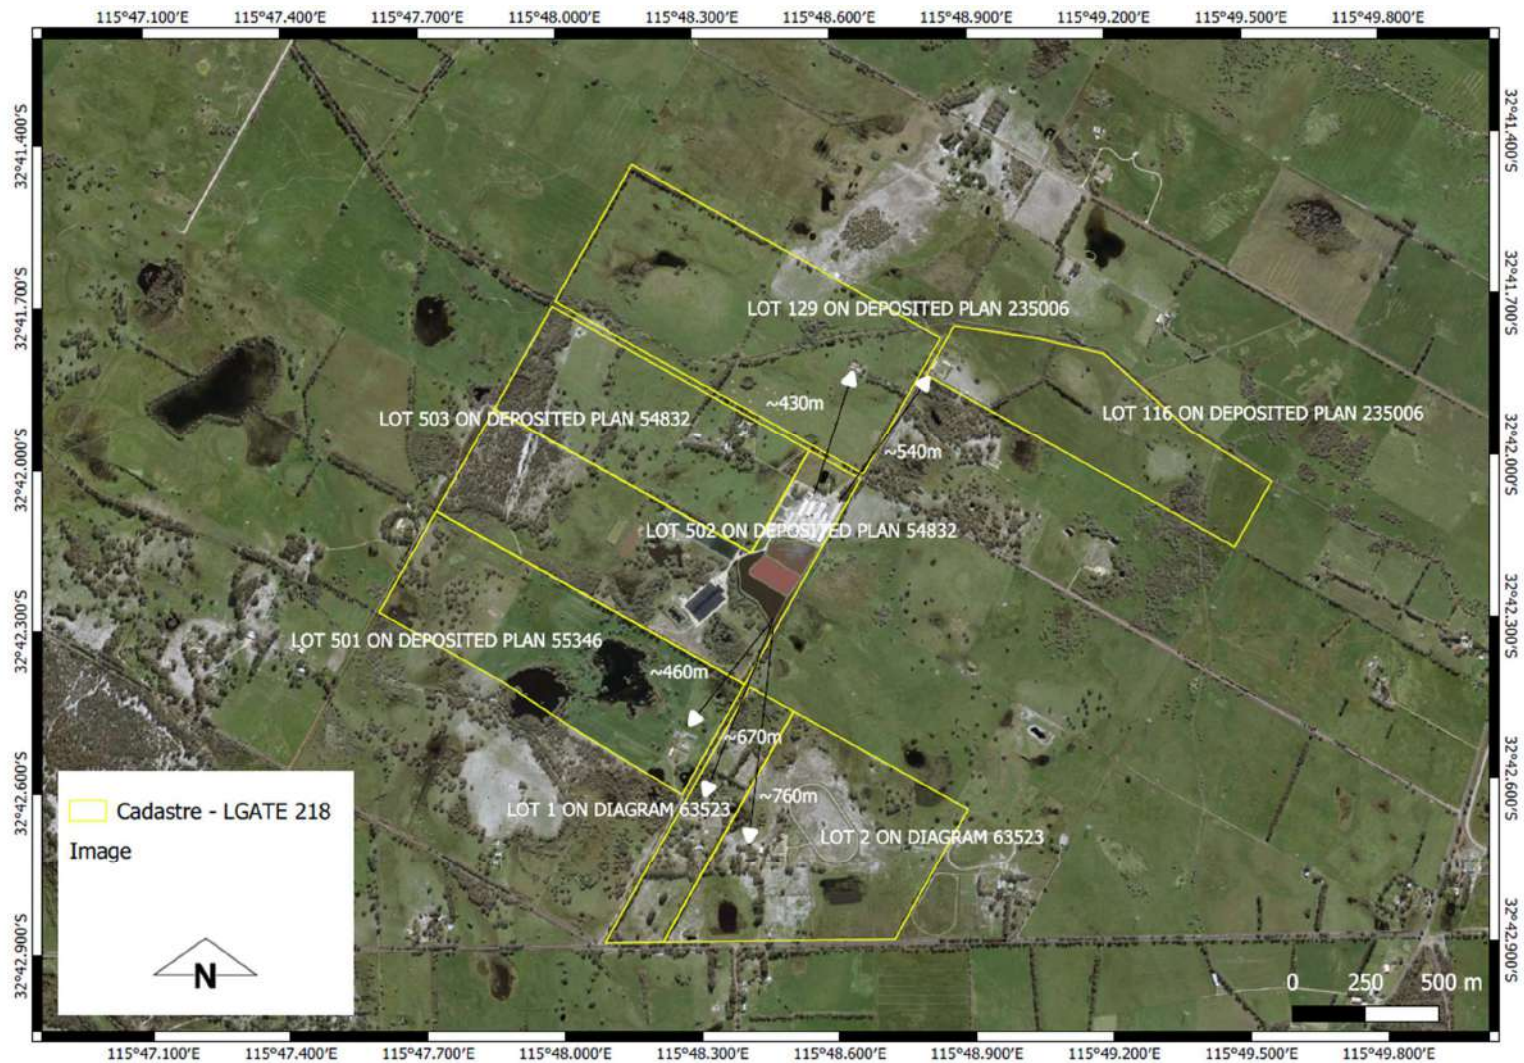 115°47.100'E 115°47.400'E 115°47.700'E 115°48.000'E 115°48.300'E 115°48.600'E 115°48.900'E 115°49.200'E 115°49.500'E 115°49.800'E
32°41.400'S
32°41.400'S
32°41.700'S
32°41.700'S
LOT 129 ON DEPOSITED PLAN 235006
~430m
LOT 503 ON DEPOSITED PLAN 54832
LOT 116 ON DEPOSITED PLAN 235006
32°42.000'S
~540m
32°42.000'S
LOT 502 ON DEPOSITED PLAN 54832
32°42.300'S
32°42.300'S
LOT 501 ON DEPOSITED PLAN 55346
~460m
~670m
32°42.600'S
32°42.600'S
~760m
LOT 1 ON DIAGRAM 63523
LOT 2 ON DIAGRAM 63523
Cadastre - LGATE 218
Image
N
32°42.900'S
32°42.900'S
0 250 500 m
115°47.100'E 115°47.400'E 115°47.700'E 115°48.000'E 115°48.300'E 115°48.600'E 115°48.900'E 115°49.200'E 115°49.500'E 115°49.800'E